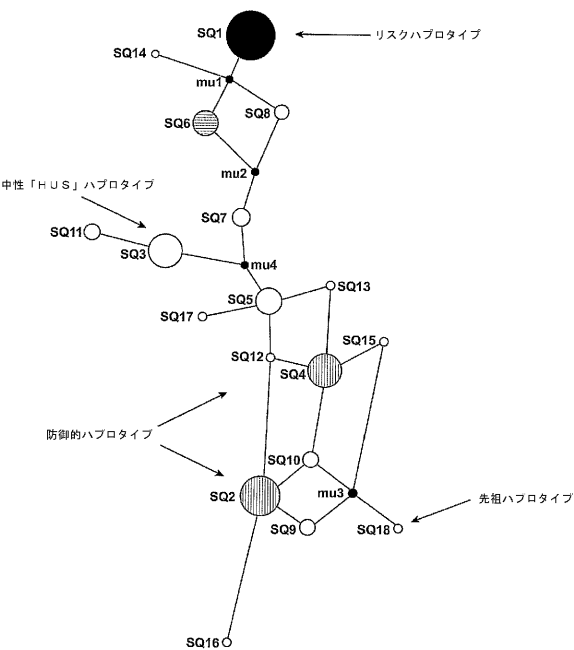 SQ1
リスクハプロタイプ
SQ14
mu1
SQ8
SQ6
mu2
中性「ＨＵＳ」ハプロタイプ
SQ7
SQ11
SQ3
mu4
SQ13
SQ5
SQ17
SQ15
SQ12
SQ4
防御的ハプロタイプ
SQ10
SQ2
mu3
先祖ハプロタイプ
SQ9
SQ18
SQ16